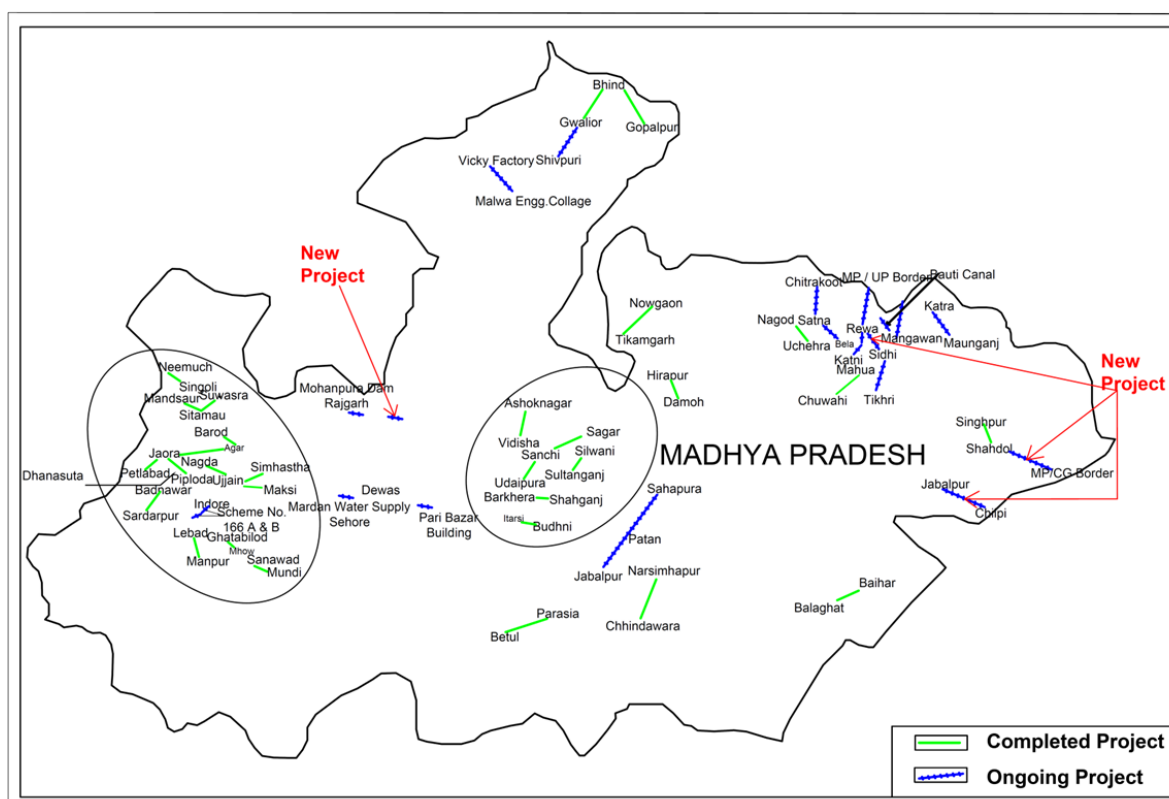 Bhind
Gwalior
Gopalpur
Vicky Factory
Shivpuri
Malwa Engg.Collage
New
Project
Chitrakoot
MP / UP Border
Pauti Canal
Nowgaon
Nagod
Satna
Rewa
Katra
Tikamgarh
Uchehra
Bela
Mangawan
Maunganj
Katni
Sidhi
Mahua
Chuwahi
Tikhri
Hirapur
Damoh
New
Project
Neemuch
Singoli
Mandsaur
Suwasra
Sitamau
Mohanpura Dam
Rajgarh
Ashoknagar
Barod
Agar
Vidisha
Sagar
Sanchi
Silwani
MADHYA PRADESH
Singhpur
Shahdol
MP/CG Border
Jaora
Nagda
Simhastha
Petlabad
Piploda
Ujjain
Maksi
Dhanasuta
Badnawar
Sardarpur
Indore
Scheme No.
166 A & B
Dewas
Mardan Water Supply
Sehore
Pari Bazar
Building
Udaipura
Sultanganj
Barkhera
Shahganj
Itarsi
Budhni
Sahapura
Patan
Jabalpur
Jabalpur
Chilpi
Lebad
Ghatabilod
Mhow
Manpur
Sanawad
Mundi
Narsimhapur
Chhindawara
Parasia
Betul
Baihar
Balaghat
Completed Project
Ongoing Project